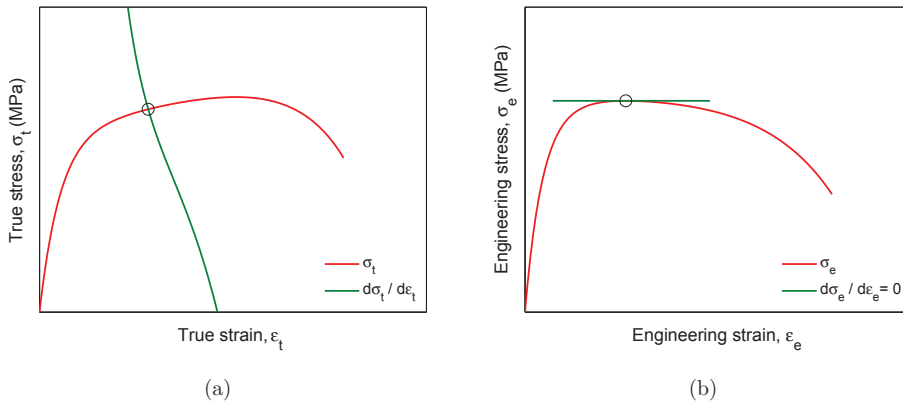 True stress, σt (MPa)
σt
dσt / dεt
True strain, εt
(a)
Engineering stress, σe (MPa)
σe
dσe / dεe = 0
Engineering strain, εe
(b)